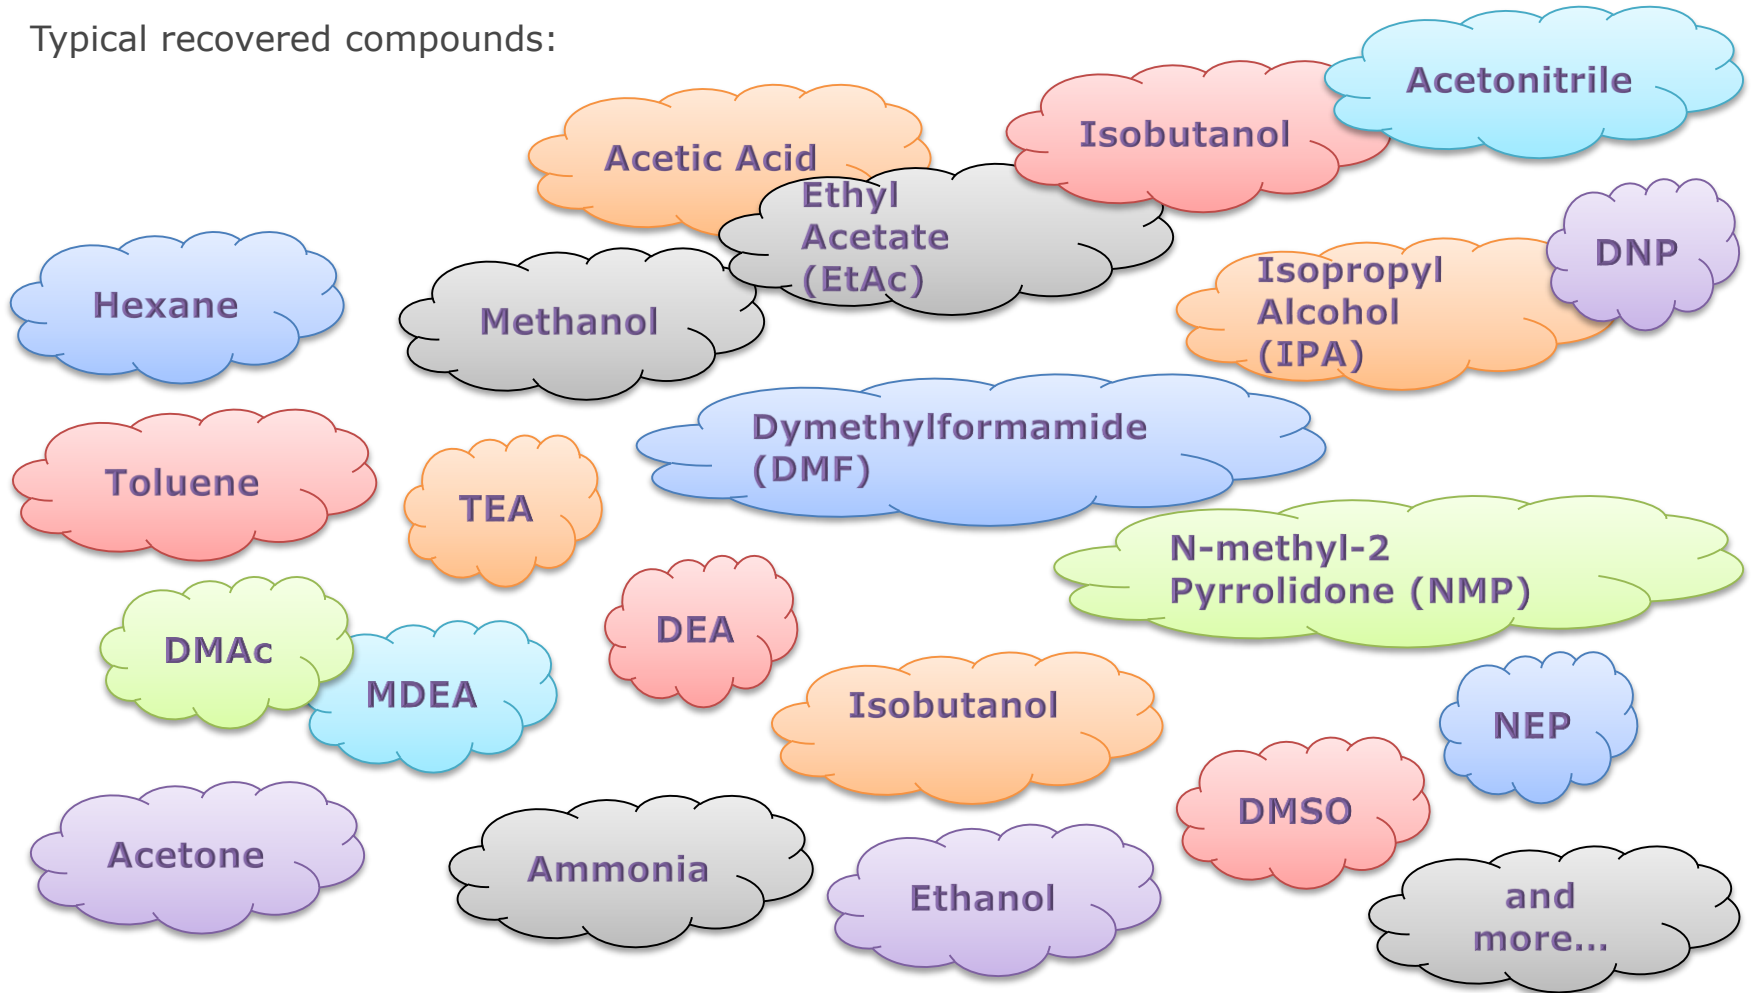 Typical recovered compounds:
Acetonitrile
Isobutanol
Acetic Acid
Ethyl
Acetate
(EtAc)
DNP
Isopropyl
Alcohol
(IPA)
Hexane
Methanol
Dymethylformamide
(DMF)
Toluene
TEA
N-methyl-2
Pyrrolidone (NMP)
DEA
DMAc
MDEA
Isobutanol
NEP
DMSO
Acetone
Ammonia
Ethanol
and
more...